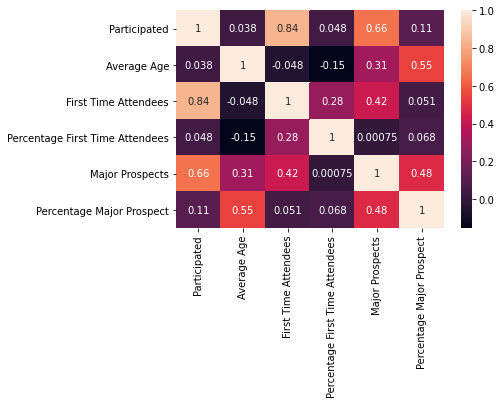 Participated 1 0.038 0.84 0.048 0.66 0.11
Average Age 0.038 1 -0.048 -0.15 0.31 0.55
First Time Attendees 0.84 -0.048 1 0.28 0.42 0.051
Percentage First Time Attendees 0.048 -0.15 0.28 1 0.00075 0.068
Major Prospects 0.66 0.31 0.42 0.00075 1 0.48
Percentage Major Prospect 0.11 0.55 0.051 0.068 0.48 1
Participated
Average Age
First Time Attendees
Percentage First Time Attendees
Major Prospects
Percentage Major Prospect
1.0
0.8
0.6
0.4
0.2
0.0